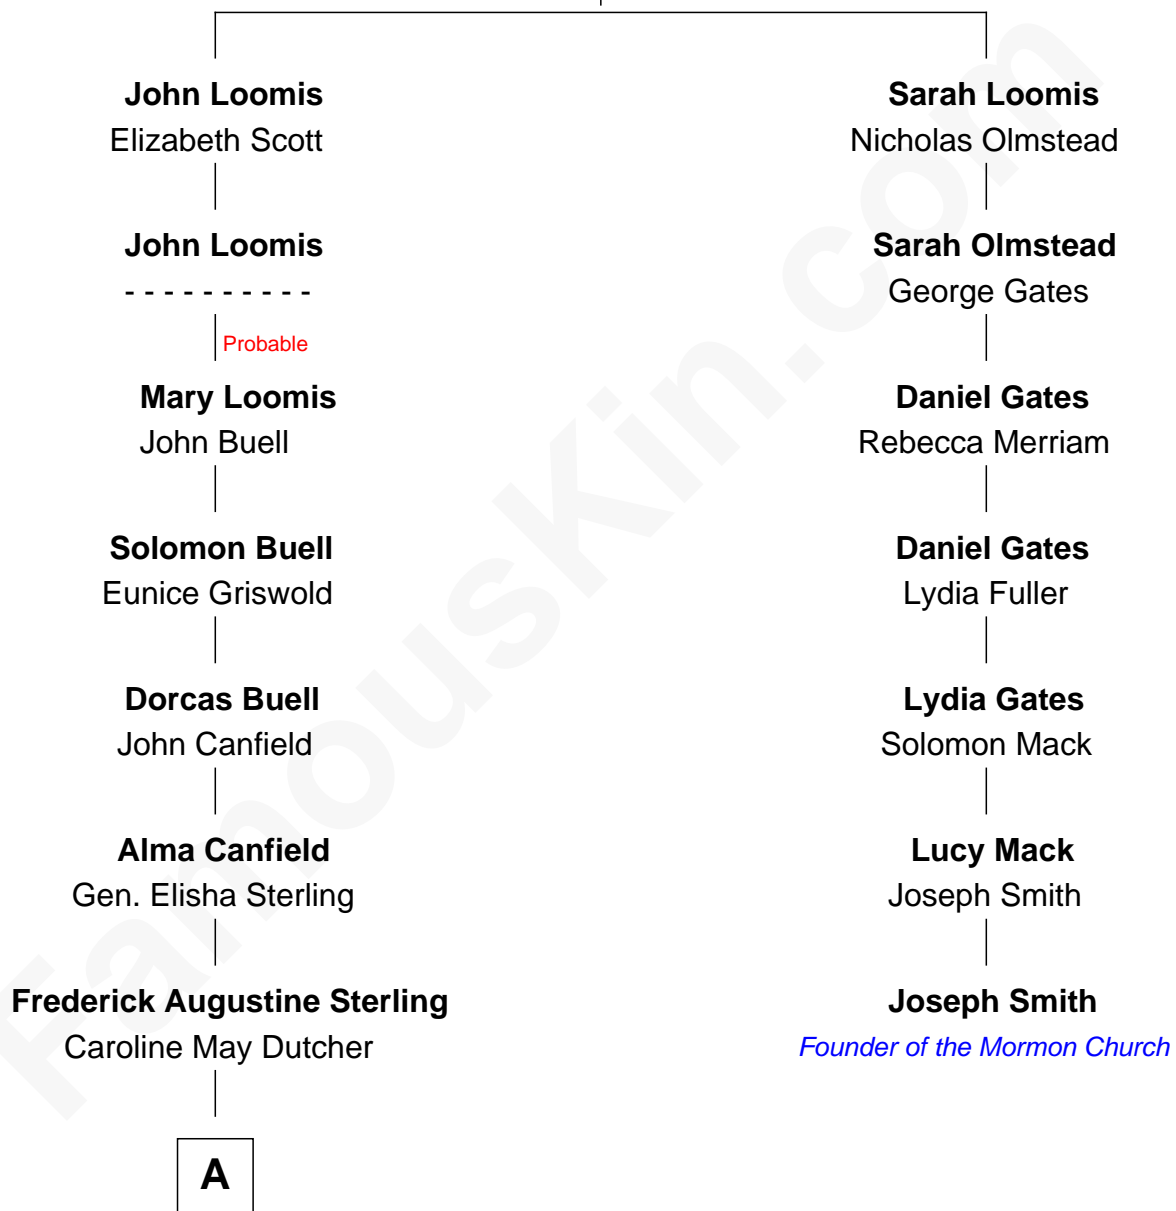 John Loomis
Elizabeth Scott
Sarah Loomis
Nicholas Olmstead
John Loomis
- - - - - - - - - -
Sarah Olmstead
George Gates
Probable
Mary Loomis
John Buell
Daniel Gates
Rebecca Merriam
Solomon Buell
Eunice Griswold
Daniel Gates
Lydia Fuller
Dorcas Buell
John Canfield
Lydia Gates
Solomon Mack
Alma Canfield
Gen. Elisha Sterling
Lucy Mack
Joseph Smith
Frederick Augustine Sterling
Caroline May Dutcher
Joseph Smith
Founder of the Mormon Church
A
FamousKin.com